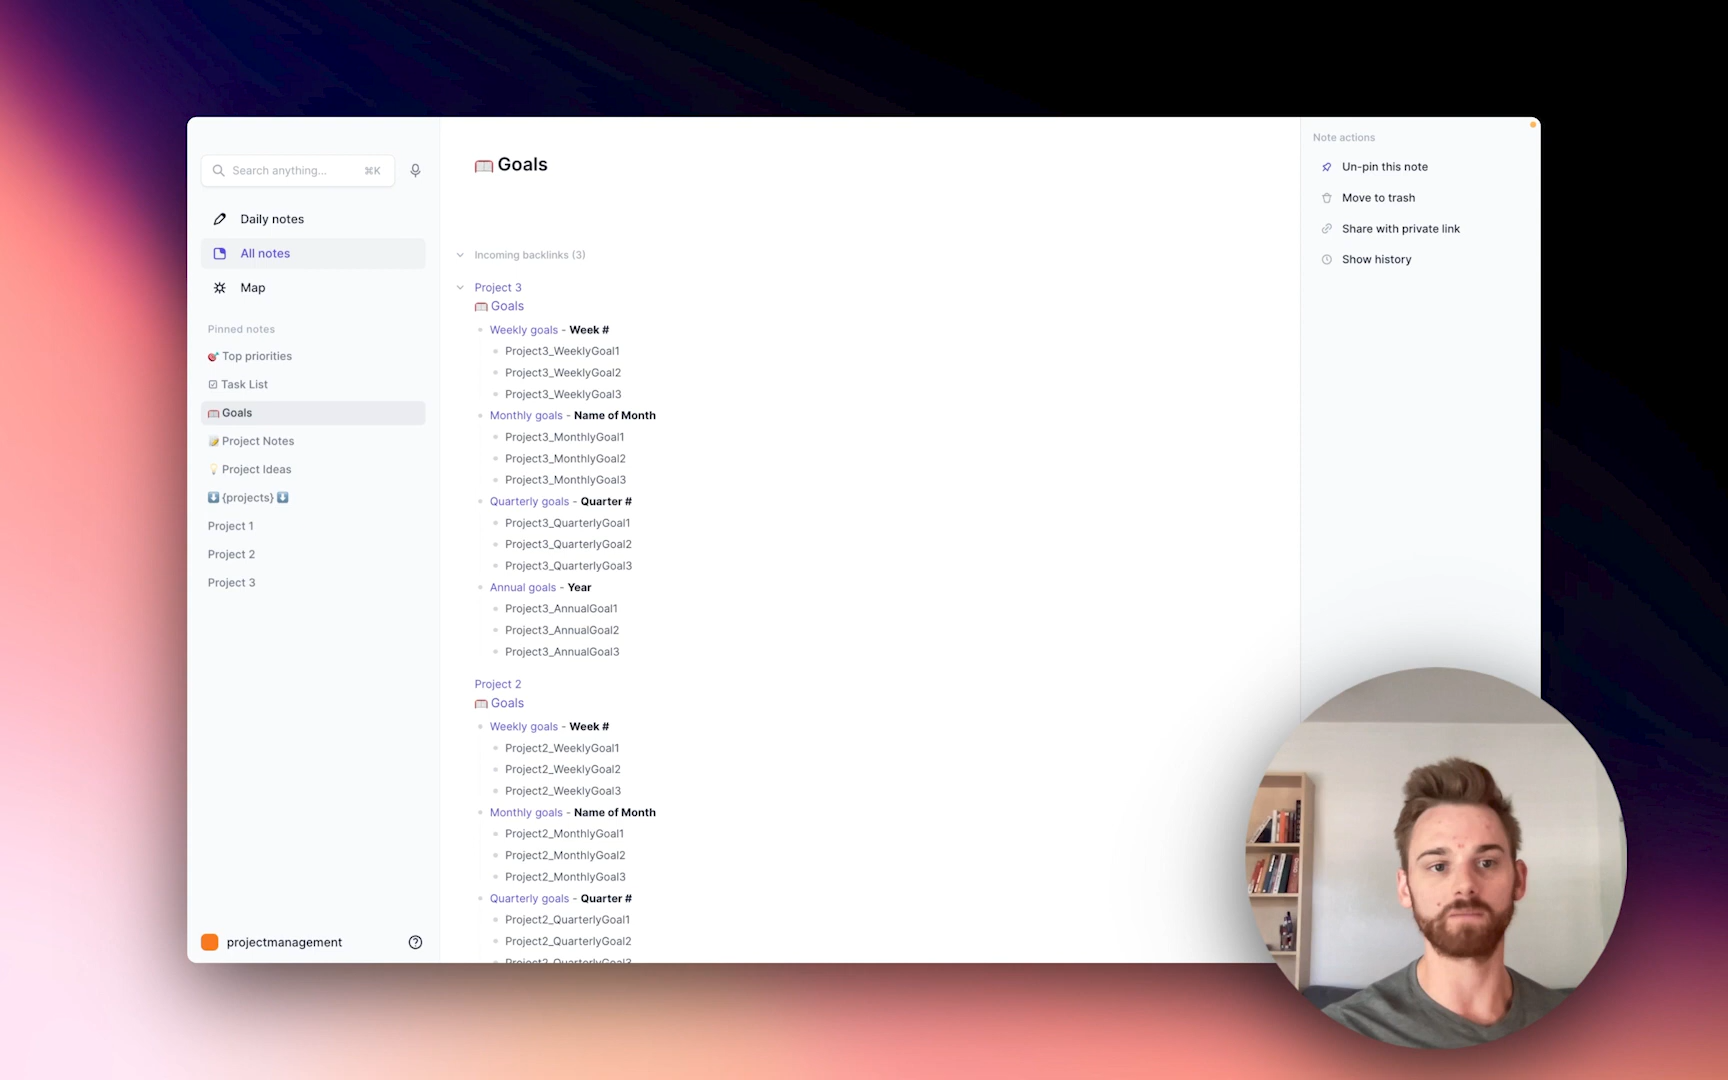 Search anything... ⌘K
Daily notes
All notes
Map
Pinned notes
🎯 Top priorities
☑ Task List
📖 Goals
📝 Project Notes
💡 Project Ideas
⬇️ {projects} ⬇️
Project 1
Project 2
Project 3
projectmanagement
📖 Goals
Incoming backlinks (3)
Project 3
📖 Goals
Weekly goals - Week #
Project3_WeeklyGoal1
Project3_WeeklyGoal2
Project3_WeeklyGoal3
Monthly goals - Name of Month
Project3_MonthlyGoal1
Project3_MonthlyGoal2
Project3_MonthlyGoal3
Quarterly goals - Quarter #
Project3_QuarterlyGoal1
Project3_QuarterlyGoal2
Project3_QuarterlyGoal3
Annual goals - Year
Project3_AnnualGoal1
Project3_AnnualGoal2
Project3_AnnualGoal3
Project 2
📖 Goals
Weekly goals - Week #
Project2_WeeklyGoal1
Project2_WeeklyGoal2
Project2_WeeklyGoal3
Monthly goals - Name of Month
Project2_MonthlyGoal1
Project2_MonthlyGoal2
Project2_MonthlyGoal3
Quarterly goals - Quarter #
Project2_QuarterlyGoal1
Project2_QuarterlyGoal2
Project2_QuarterlyGoal3
Note actions
Un-pin this note
Move to trash
Share with private link
Show history